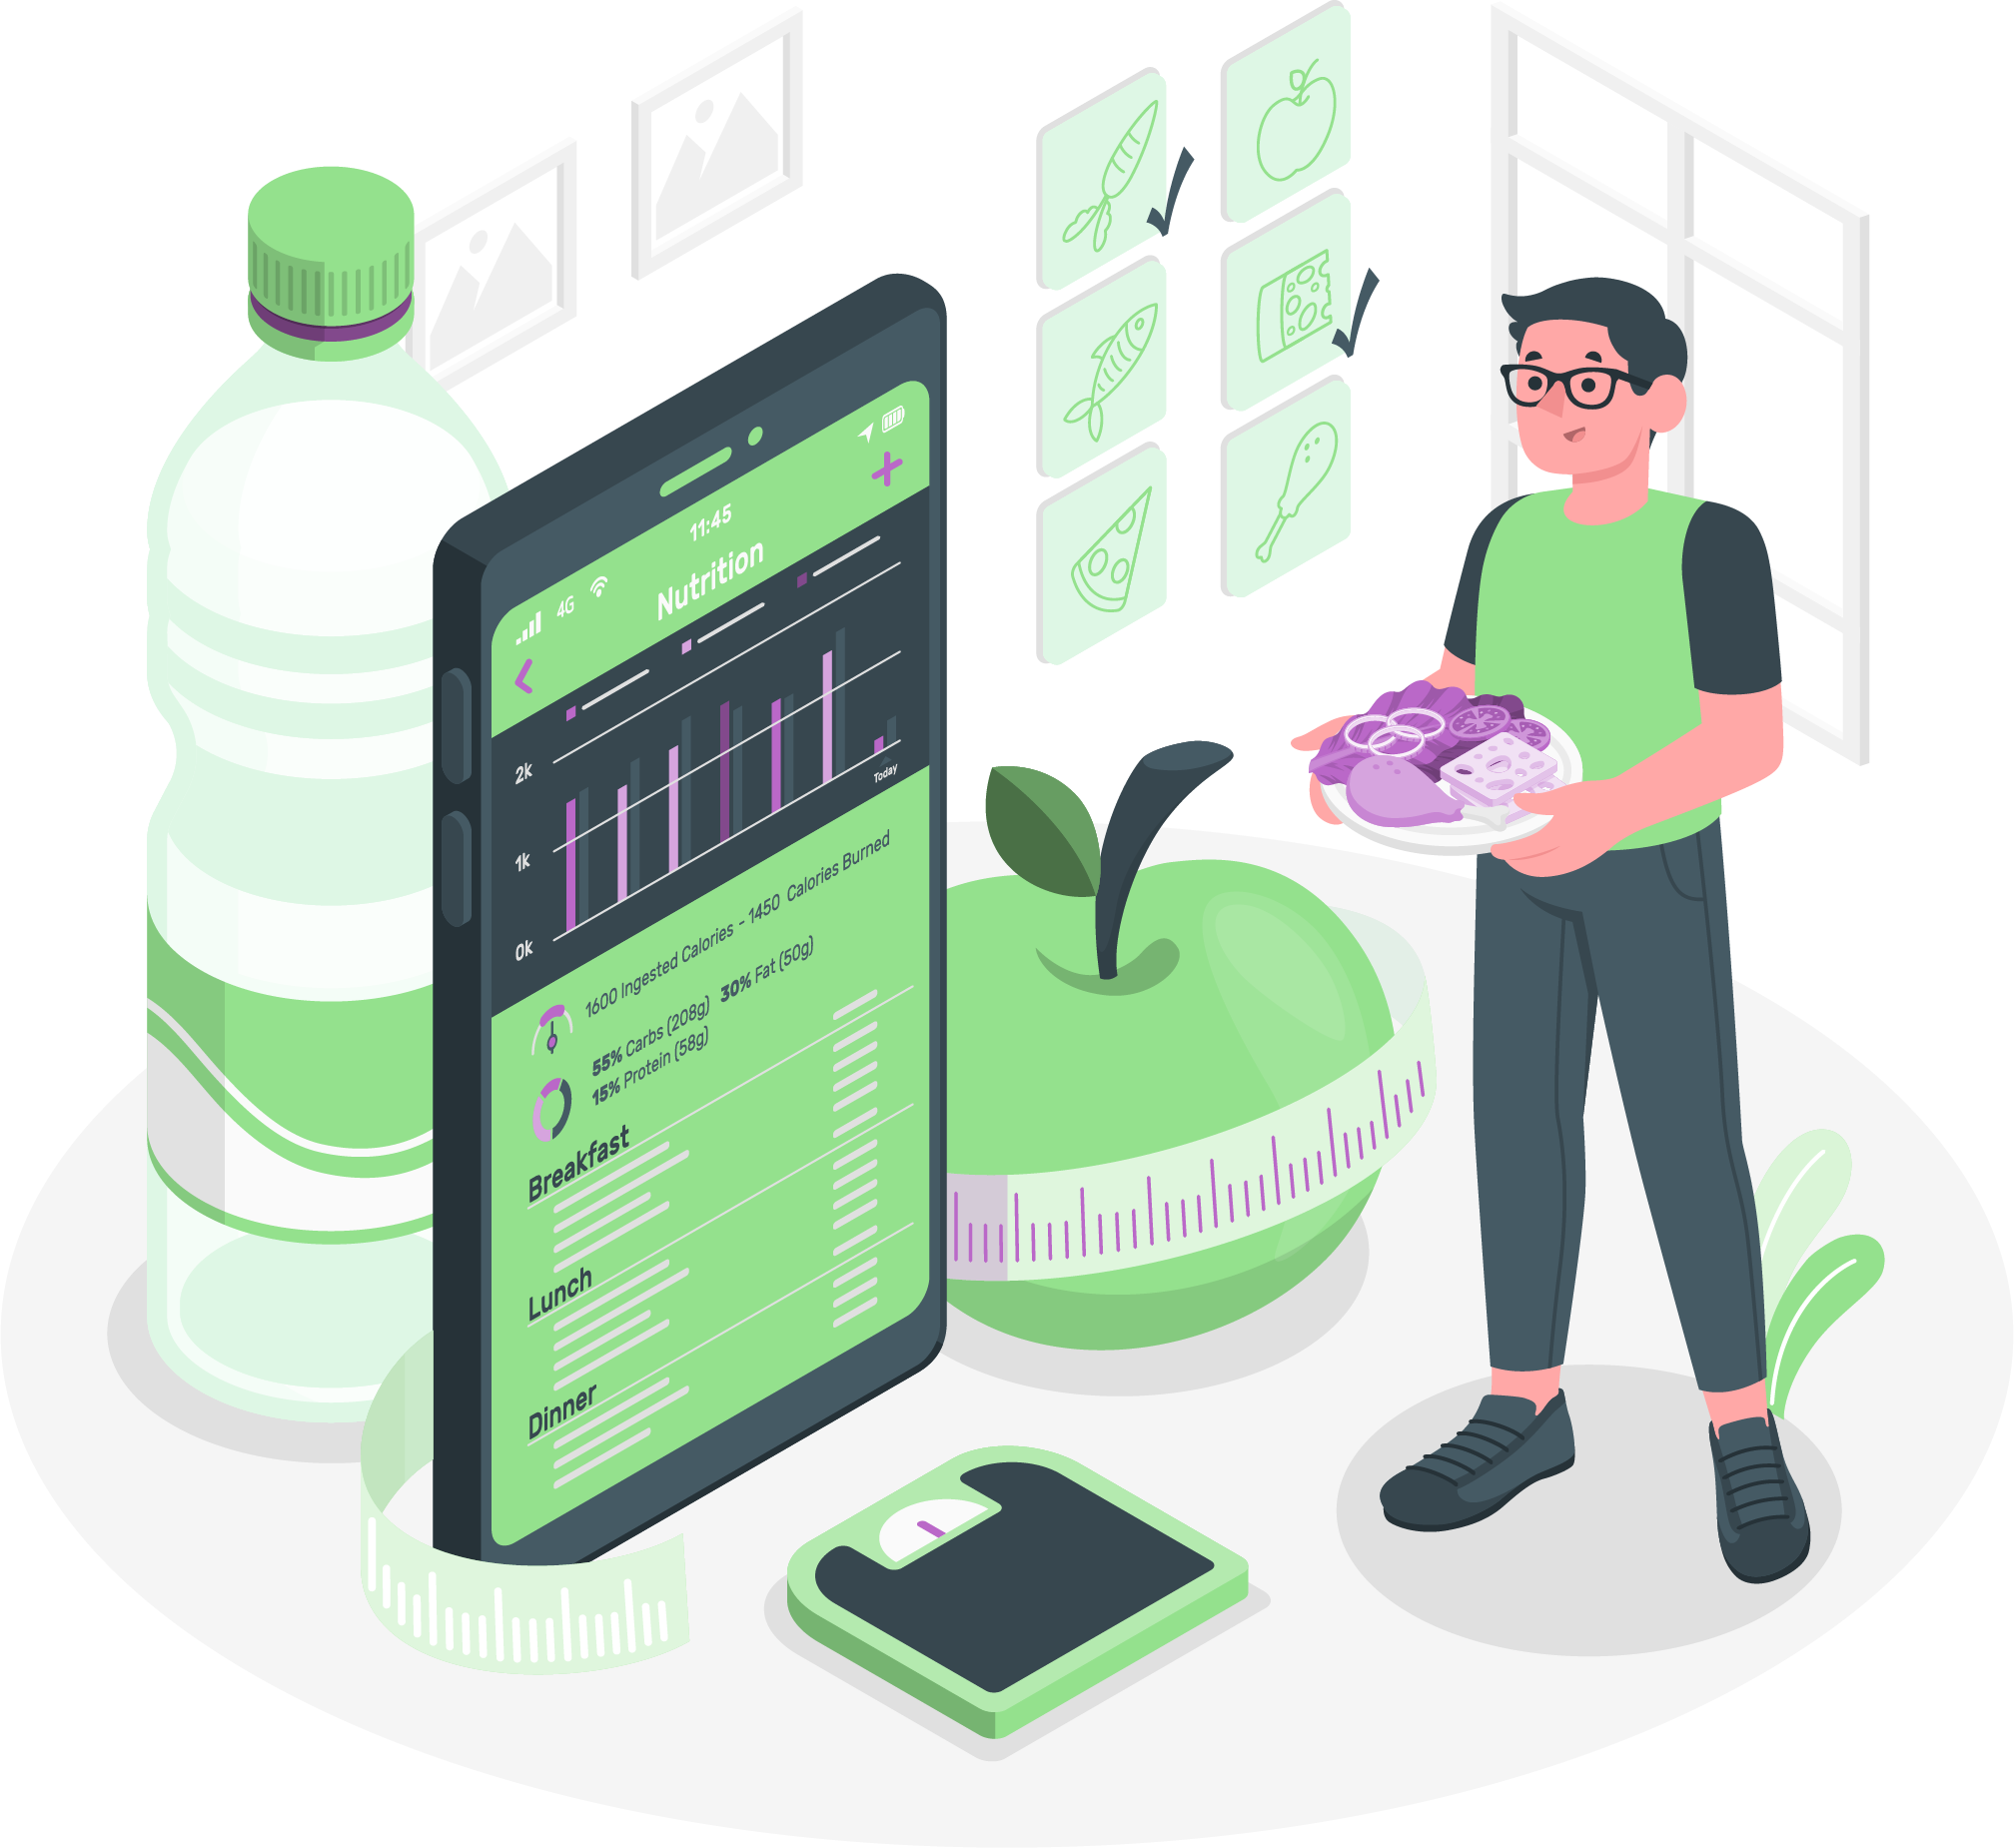 11:45
4G
Nutrition
2k
1k
0k
Today
1600 Ingested Calories - 1450 Calories Burned
55% Carbs (208g) 30% Fat (50g)
15% Protein (58g)
Breakfast
Lunch
Dinner